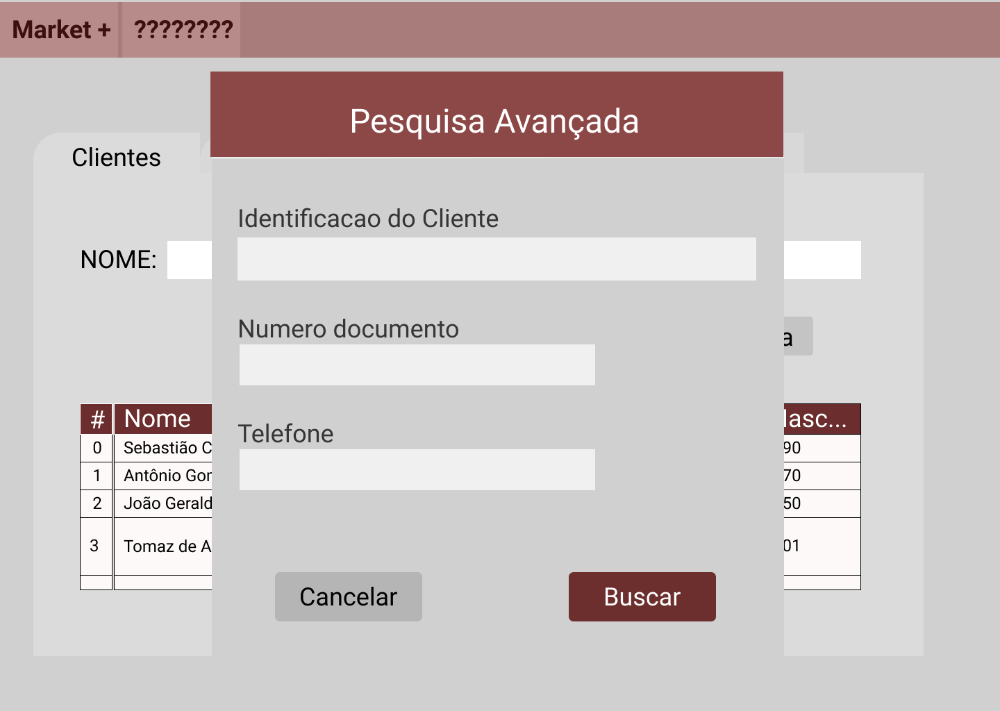 Market +
????????
Pesquisa Avançada
Clientes
Identificacao do Cliente
NOME:
Numero documento
a
# Nome lasc...
Telefone
0 Sebastião C 90
1 Antônio Gor 70
2 João Gerald 50
3 Tomaz de A 01
Cancelar
Buscar